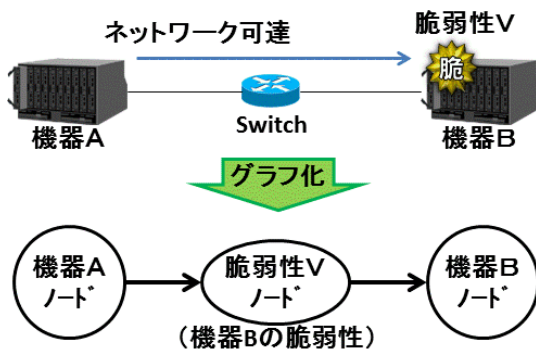 ネットワーク可達
脆弱性V
脆
機器A
Switch
機器B
グラフ化
機器A
ノード
脆弱性V
ノード
機器B
ノード
(機器Bの脆弱性)